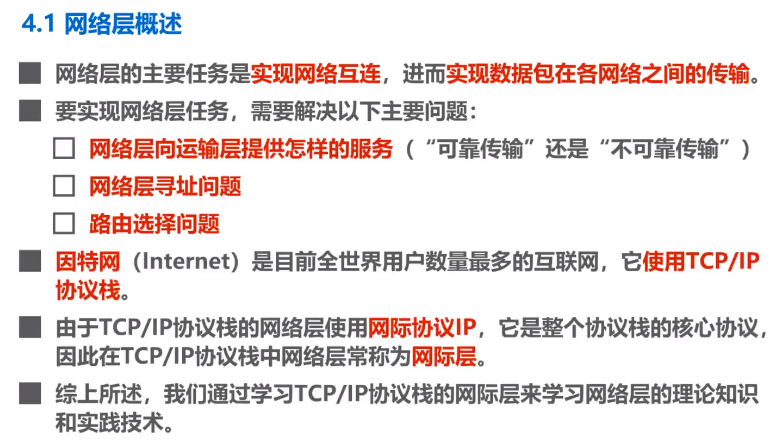 4.1 网络层概述
网络层的主要任务是实现网络互连，进而实现数据包在各网络之间的传输。
要实现网络层任务，需要解决以下主要问题：
网络层向运输层提供怎样的服务（“可靠传输”还是“不可靠传输”）
网络层寻址问题
路由选择问题
因特网（Internet）是目前全世界用户数量最多的互联网，它使用TCP/IP
协议栈。
由于TCP/IP协议栈的网络层使用网际协议IP，它是整个协议栈的核心协议，
因此在TCP/IP协议栈中网络层常称为网际层。
综上所述，我们通过学习TCP/IP协议栈的网际层来学习网络层的理论知识
和实践技术。